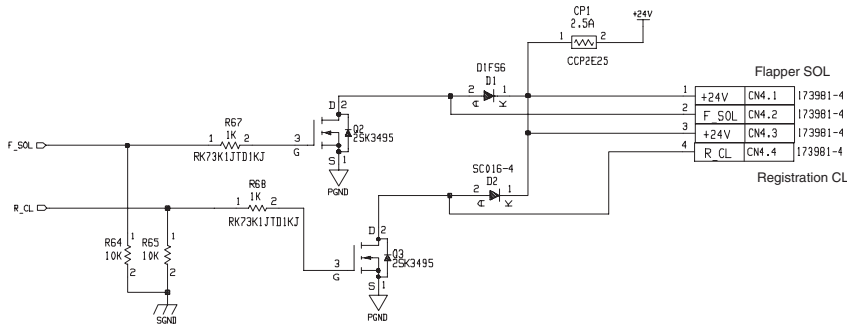 CP1
2.5A
+24V
1 2
CCP2E25
D1FS6
D1
2 1
A K
Flapper SOL
1 +24V CN4.1 173981-4
2 F_SOL CN4.2 173981-4
3 +24V CN4.3 173981-4
4 R_CL CN4.4 173981-4
Registration CL
D 2
Q2
2SK3495
3
G
S 1
PGND
R67
1K
1 2
RK73K1JTD1KJ
F_SOL
SC016-4
D2
2 1
A K
R68
1K
1 2
RK73K1JTD1KJ
R_CL
D 2
Q3
2SK3495
3
G
S 1
PGND
R64
10K
1
2
R65
10K
1
2
SGND